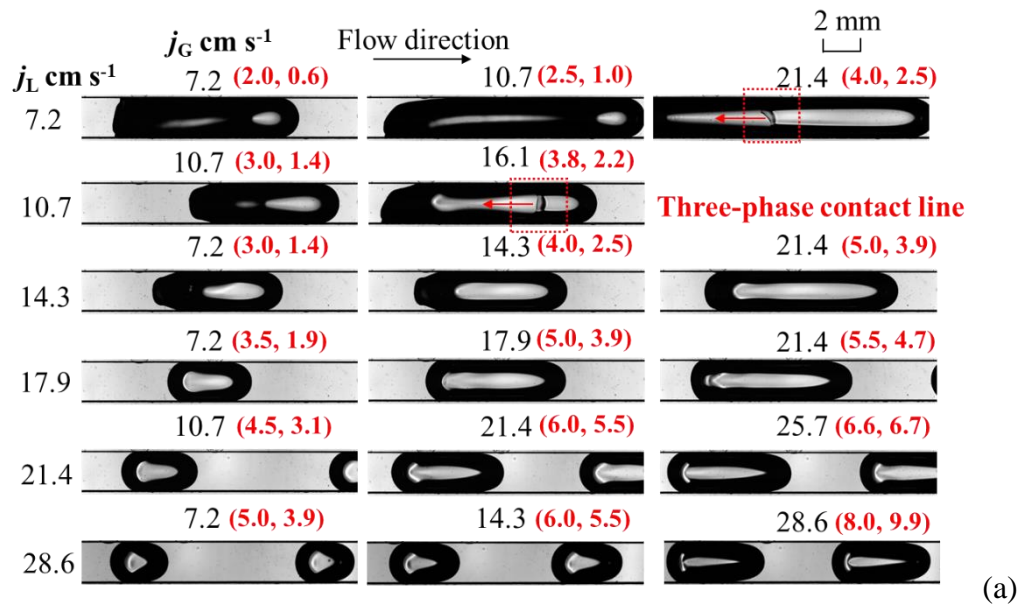 2 mm
jG cm s-1
Flow direction
jL cm s-1
7.2 (2.0, 0.6) 10.7 (2.5, 1.0) 21.4 (4.0, 2.5)
7.2
10.7 (3.0, 1.4) 16.1 (3.8, 2.2)
10.7
Three-phase contact line
7.2 (3.0, 1.4) 14.3 (4.0, 2.5) 21.4 (5.0, 3.9)
14.3
7.2 (3.5, 1.9) 17.9 (5.0, 3.9) 21.4 (5.5, 4.7)
17.9
10.7 (4.5, 3.1) 21.4 (6.0, 5.5) 25.7 (6.6, 6.7)
21.4
7.2 (5.0, 3.9) 14.3 (6.0, 5.5) 28.6 (8.0, 9.9)
28.6
(a)